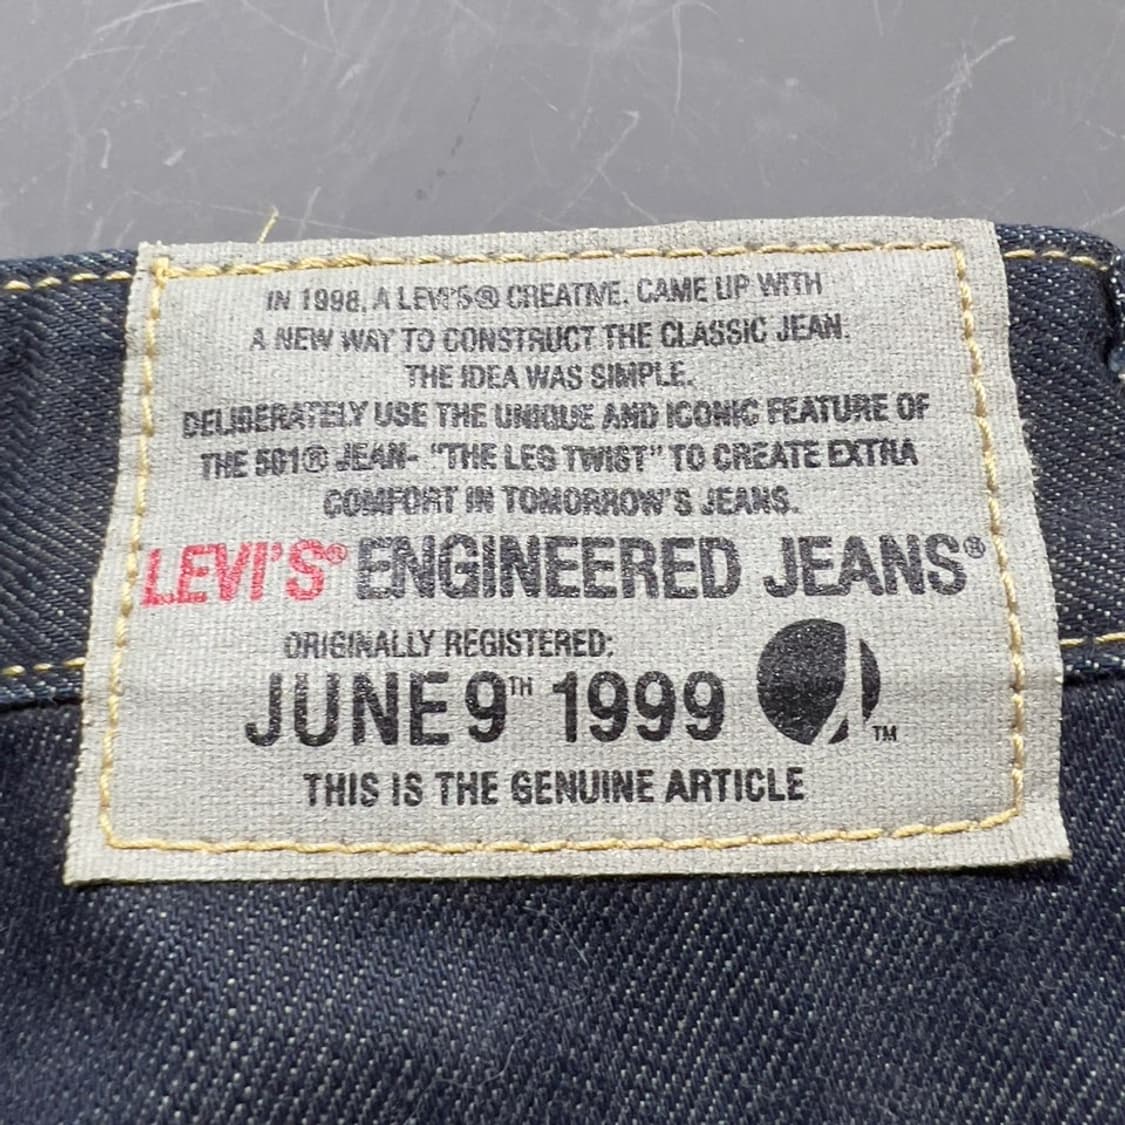 IN 1998, A LEVI'S® CREATIVE, CAME UP WITH
A NEW WAY TO CONSTRUCT THE CLASSIC JEAN.
THE IDEA WAS SIMPLE.
DELIBERATELY USE THE UNIQUE AND ICONIC FEATURE OF
THE 501® JEAN- "THE LEG TWIST" TO CREATE EXTRA
COMFORT IN TOMORROW'S JEANS.
LEVI'S® ENGINEERED JEANS®
ORIGINALLY REGISTERED:
JUNE 9TH 1999
TM
THIS IS THE GENUINE ARTICLE